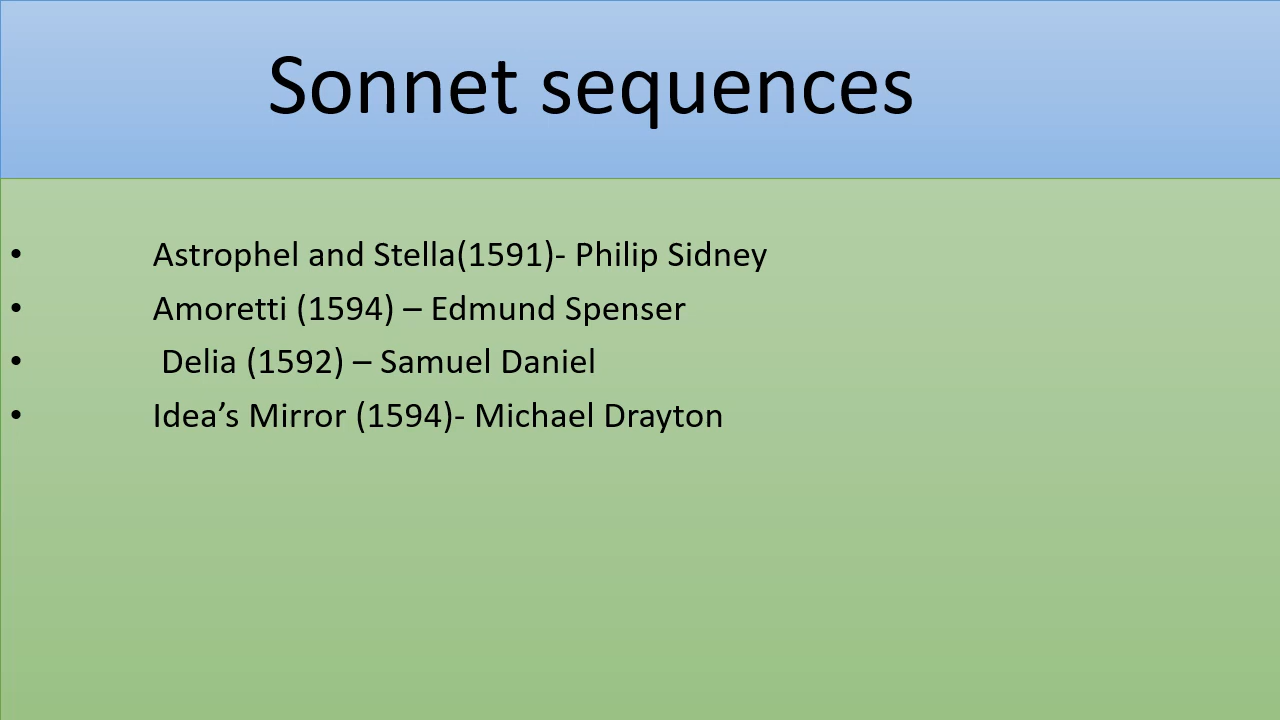 Sonnet sequences
• Astrophel and Stella(1591)- Philip Sidney
• Amoretti (1594) – Edmund Spenser
• Delia (1592) – Samuel Daniel
• Idea’s Mirror (1594)- Michael Drayton